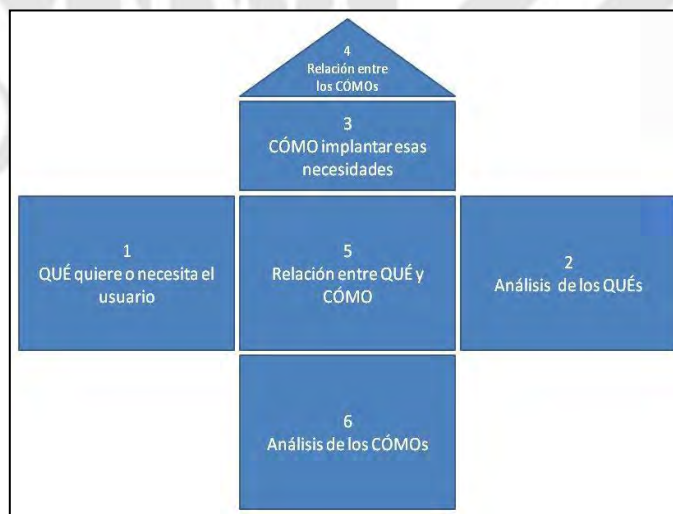 4
Relación entre
los CÓMOs
3
CÓMO implantar esas
necesidades
1
QUÉ quiere o necesita el
usuario
5
Relación entre QUÉ y
CÓMO
2
Análisis de los QUÉs
6
Análisis de los CÓMOs